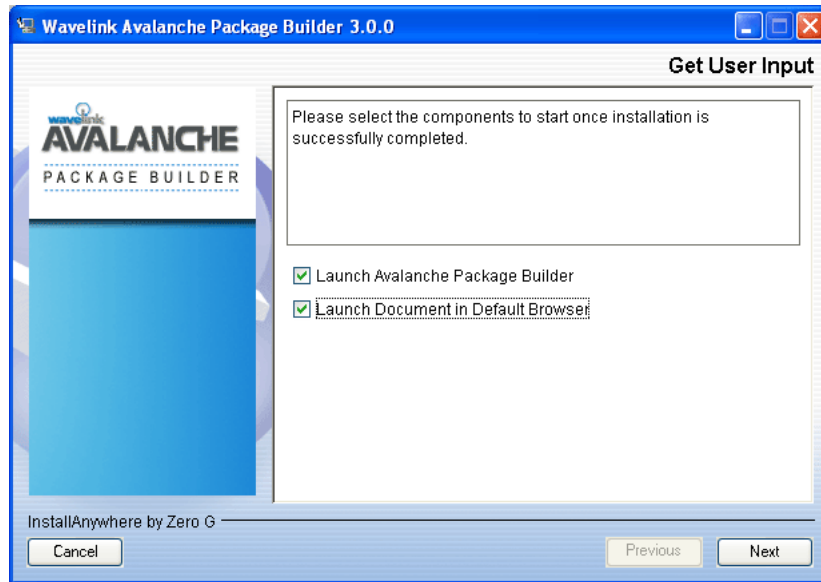 Wavelink Avalanche Package Builder 3.0.0
Get User Input
wavelink
AVALANCHE
PACKAGE BUILDER
Please select the components to start once installation is
successfully completed.
Launch Avalanche Package Builder
Launch Document in Default Browser
InstallAnywhere by Zero G
Cancel
Previous
Next